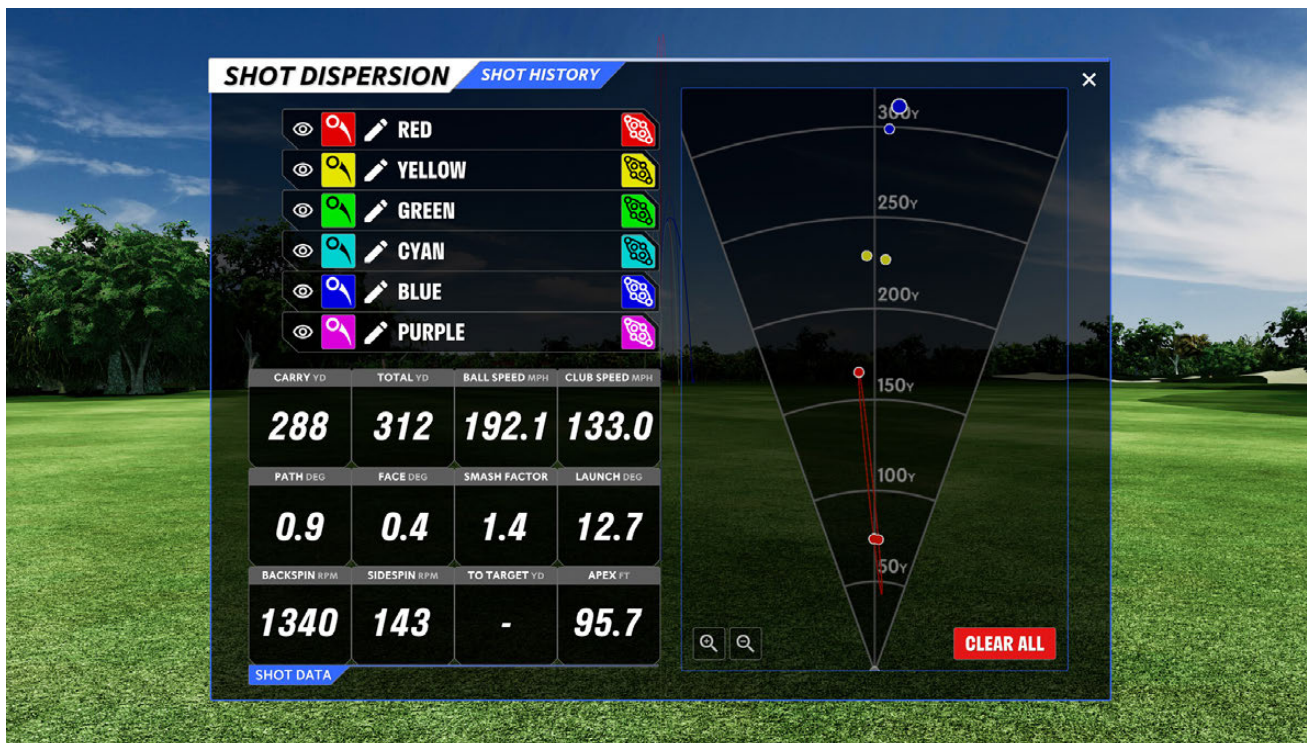 SHOT DISPERSION
SHOT HISTORY
RED
YELLOW
GREEN
CYAN
BLUE
PURPLE
CARRY YD TOTAL YD BALL SPEED MPH CLUB SPEED MPH
288 312 192.1 133.0
PATH DEG FACE DEG SMASH FACTOR LAUNCH DEG
0.9 0.4 1.4 12.7
BACKSPIN RPM SIDESPIN RPM TO TARGET YD APEX FT
1340 143 - 95.7
SHOT DATA
300Y
250Y
200Y
150Y
100Y
50Y
CLEAR ALL